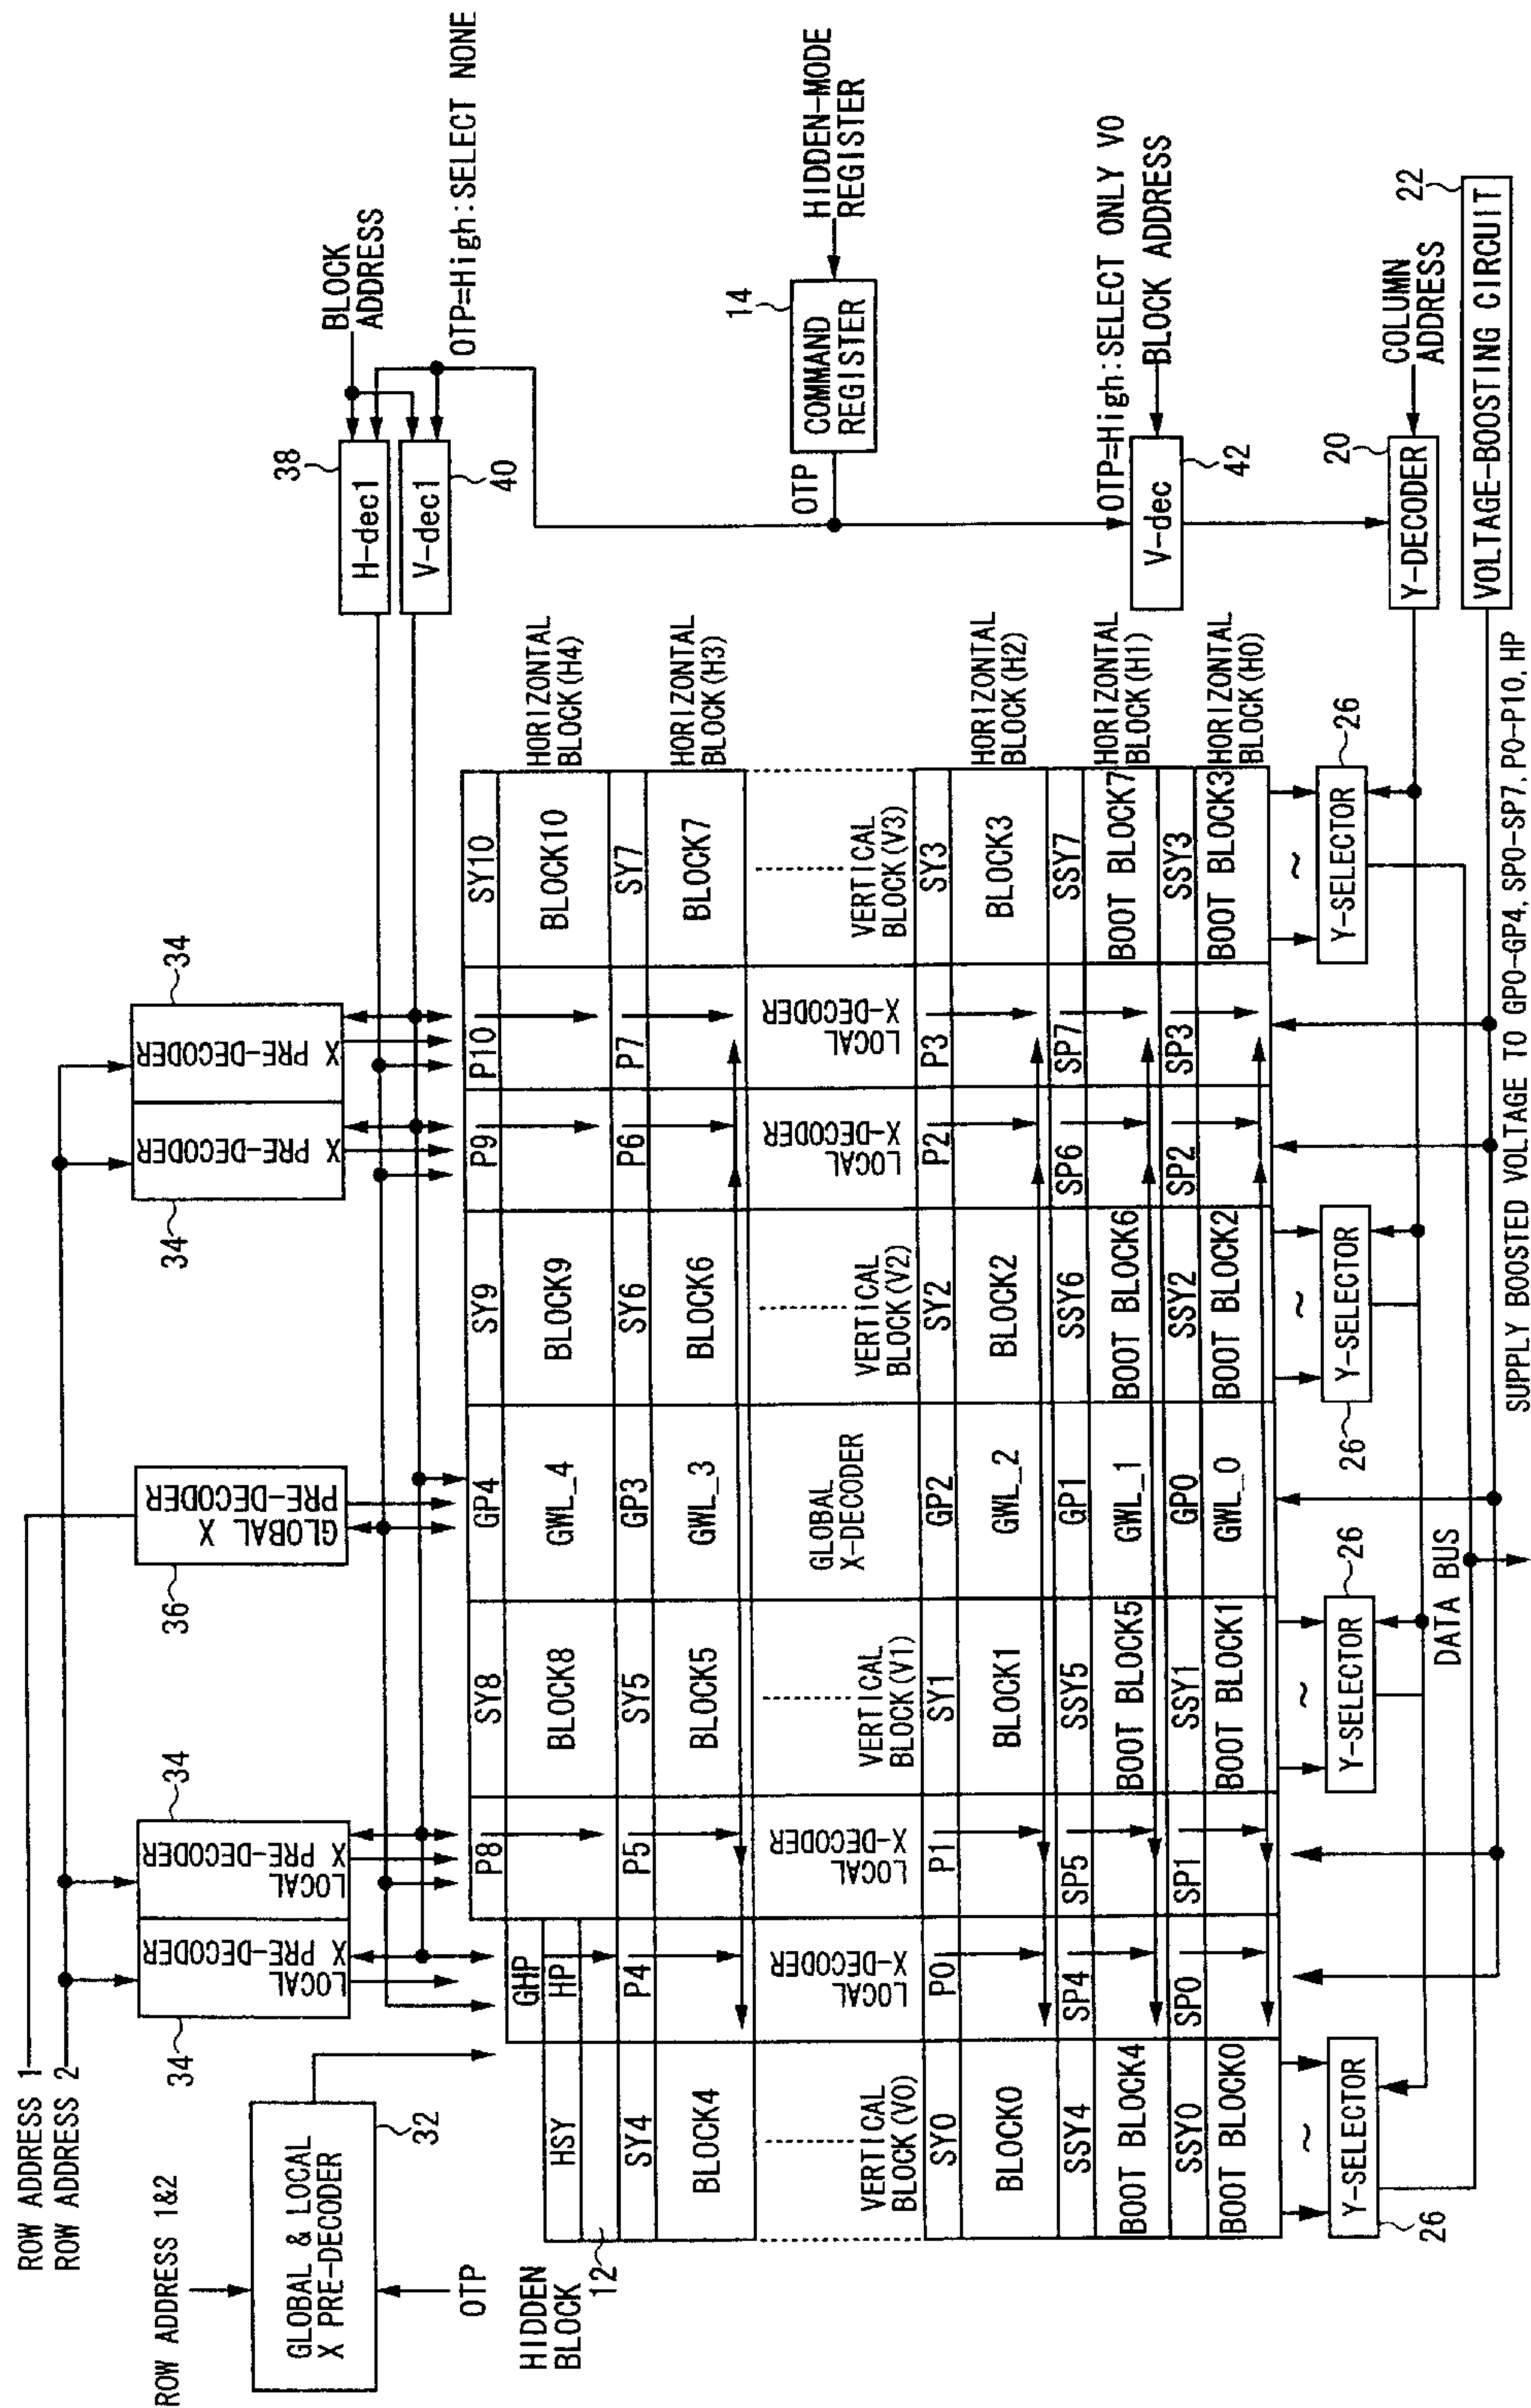 ROW ADDRESS 1
ROW ADDRESS 2
ROW ADDRESS 1&2
GLOBAL & LOCAL
X PRE-DECODER
32
OTP
34
LOCAL
X PRE-DECODER
LOCAL
X PRE-DECODER
34
36
GLOBAL X
PRE-DECODER
34
X PRE-DECODER
X PRE-DECODER
34
BLOCK
ADDRESS
38
H-dec1
V-dec1
40
OTP=High:SELECT NONE
HIDDEN
BLOCK
12
GHP
HSY
HP
P8
SY8
GP4
SY9
P9
P10
SY10
BLOCK8
GWL_4
BLOCK9
BLOCK10
HORIZONTAL
BLOCK(H4)
SY4
P4
P5
SY5
GP3
SY6
P6
P7
SY7
BLOCK4
BLOCK5
GWL_3
BLOCK6
BLOCK7
HORIZONTAL
BLOCK(H3)
VERTICAL
BLOCK(V0)
LOCAL
X-DECODER
LOCAL
X-DECODER
VERTICAL
BLOCK(V1)
GLOBAL
X-DECODER
VERTICAL
BLOCK(V2)
LOCAL
X-DECODER
LOCAL
X-DECODER
VERTICAL
BLOCK(V3)
SY0
P0
P1
SY1
GP2
SY2
P2
P3
SY3
BLOCK0
BLOCK1
GWL_2
BLOCK2
BLOCK3
HORIZONTAL
BLOCK(H2)
SSY4
SP4
SP5
SSY5
GP1
SSY6
SP6
SP7
SSY7
BOOT BLOCK4
BOOT BLOCK5
GWL_1
BOOT BLOCK6
BOOT BLOCK7
HORIZONTAL
BLOCK(H1)
SSY0
SP0
SP1
SSY1
GP0
SSY2
SP2
SP3
SSY3
BOOT BLOCK0
BOOT BLOCK1
GWL_0
BOOT BLOCK2
BOOT BLOCK3
HORIZONTAL
BLOCK(H0)
~
~
~
~
Y-SELECTOR
26
Y-SELECTOR
26
Y-SELECTOR
26
Y-SELECTOR
26
DATA BUS
14
COMMAND
REGISTER
HIDDEN-MODE
REGISTER
OTP
OTP=High:SELECT ONLY V0
BLOCK ADDRESS
V-dec
42
20
Y-DECODER
COLUMN
ADDRESS
VOLTAGE-BOOSTING CIRCUIT
22
SUPPLY BOOSTED VOLTAGE TO GP0-GP4, SP0-SP7, P0-P10, HP